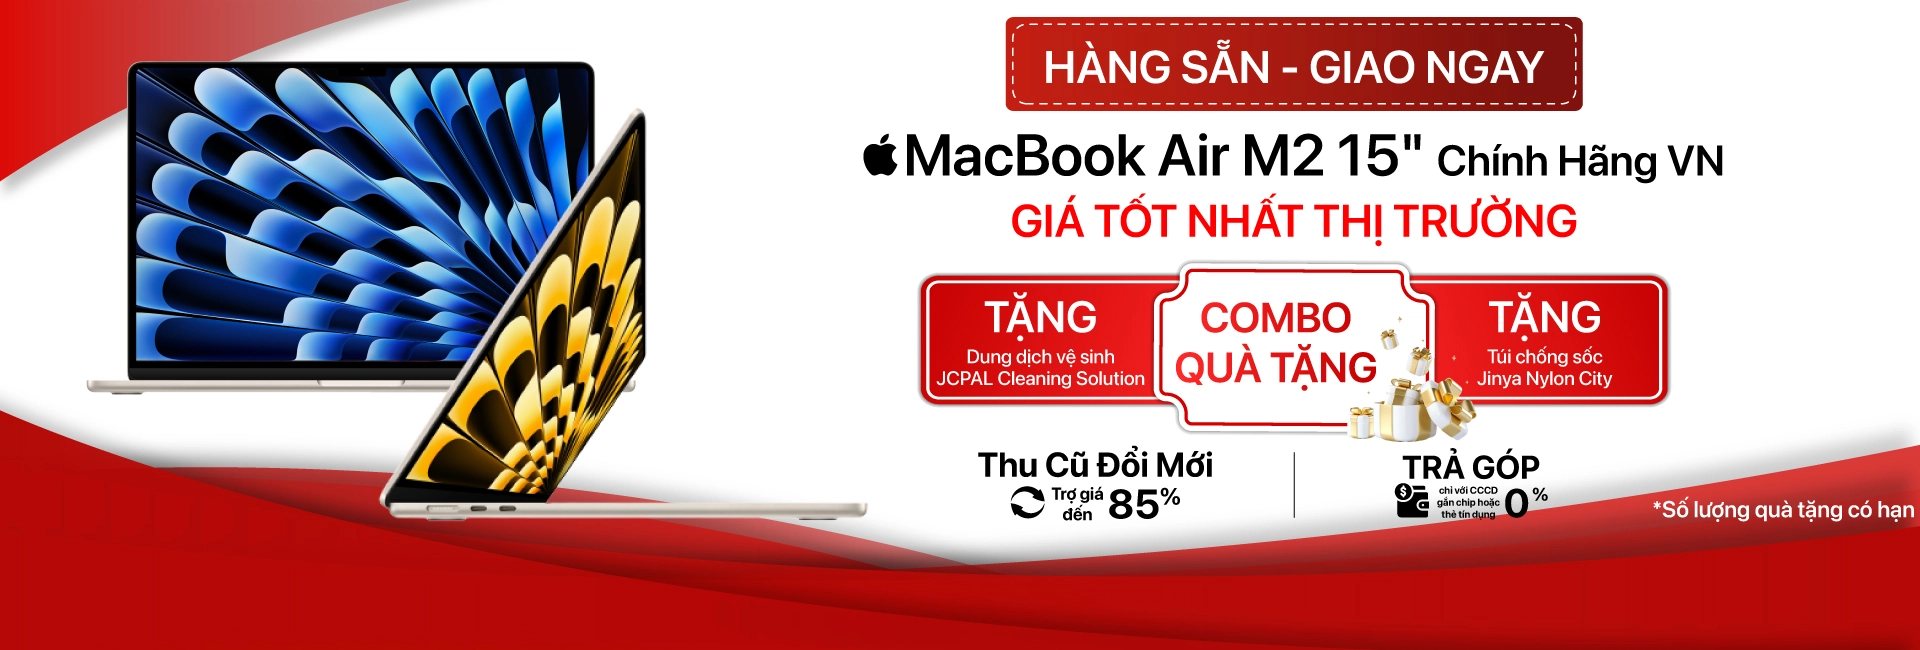 HÀNG SẴN - GIAO NGAY
MacBook Air M2 15" Chính Hãng VN
GIÁ TỐT NHẤT THỊ TRƯỜNG
TẶNG
Dung dịch vệ sinh
JCPAL Cleaning Solution
COMBO
QUÀ TẶNG
TẶNG
Túi chống sốc
Jinya Nylon City
Thu Cũ Đổi Mới
Trợ giá
đến 85%
TRẢ GÓP
chỉ với CCCD
gắn chip hoặc
thẻ tín dụng 0%
*Số lượng quà tặng có hạn